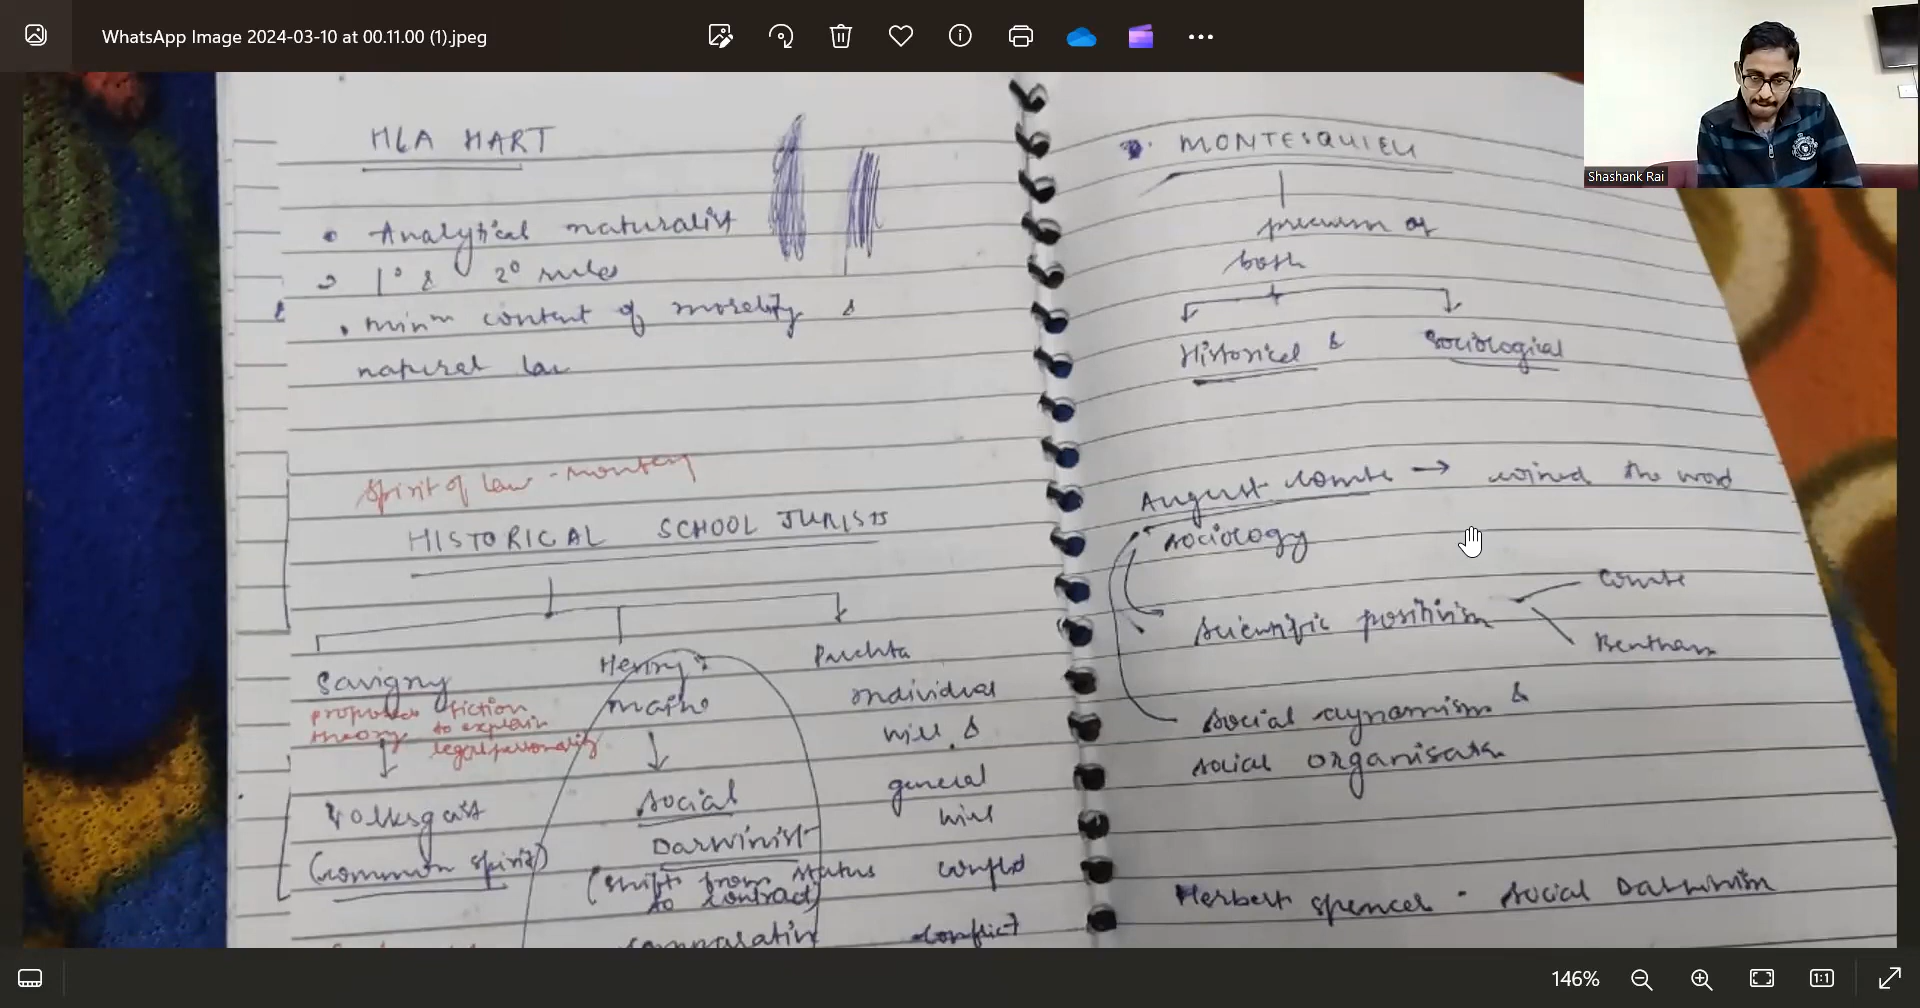 WhatsApp Image 2024-03-10 at 00.11.00 (1).jpeg
Shashank Rai
HLA HART
Analytical naturalist
1° & 2° rules
minm content of morality &
natural law
Spirit of law -
HISTORICAL SCHOOL JURISTS
Savigny
proposed fiction
theory to explain
legal personality
Volksgeist
(common spirit)
Henry
Maine
Social
Darwinist
(shift from status
to contract)
Puchta
individual
will &
general
will
conflict
MONTESQUIEU
precursor of
both
Historical & Sociological
August Comte → coined the word
sociology
Scientific positivism
Comte
Bentham
social dynamism &
social organisatn
Herbert Spencer - Social Darwinism
146%
1:1